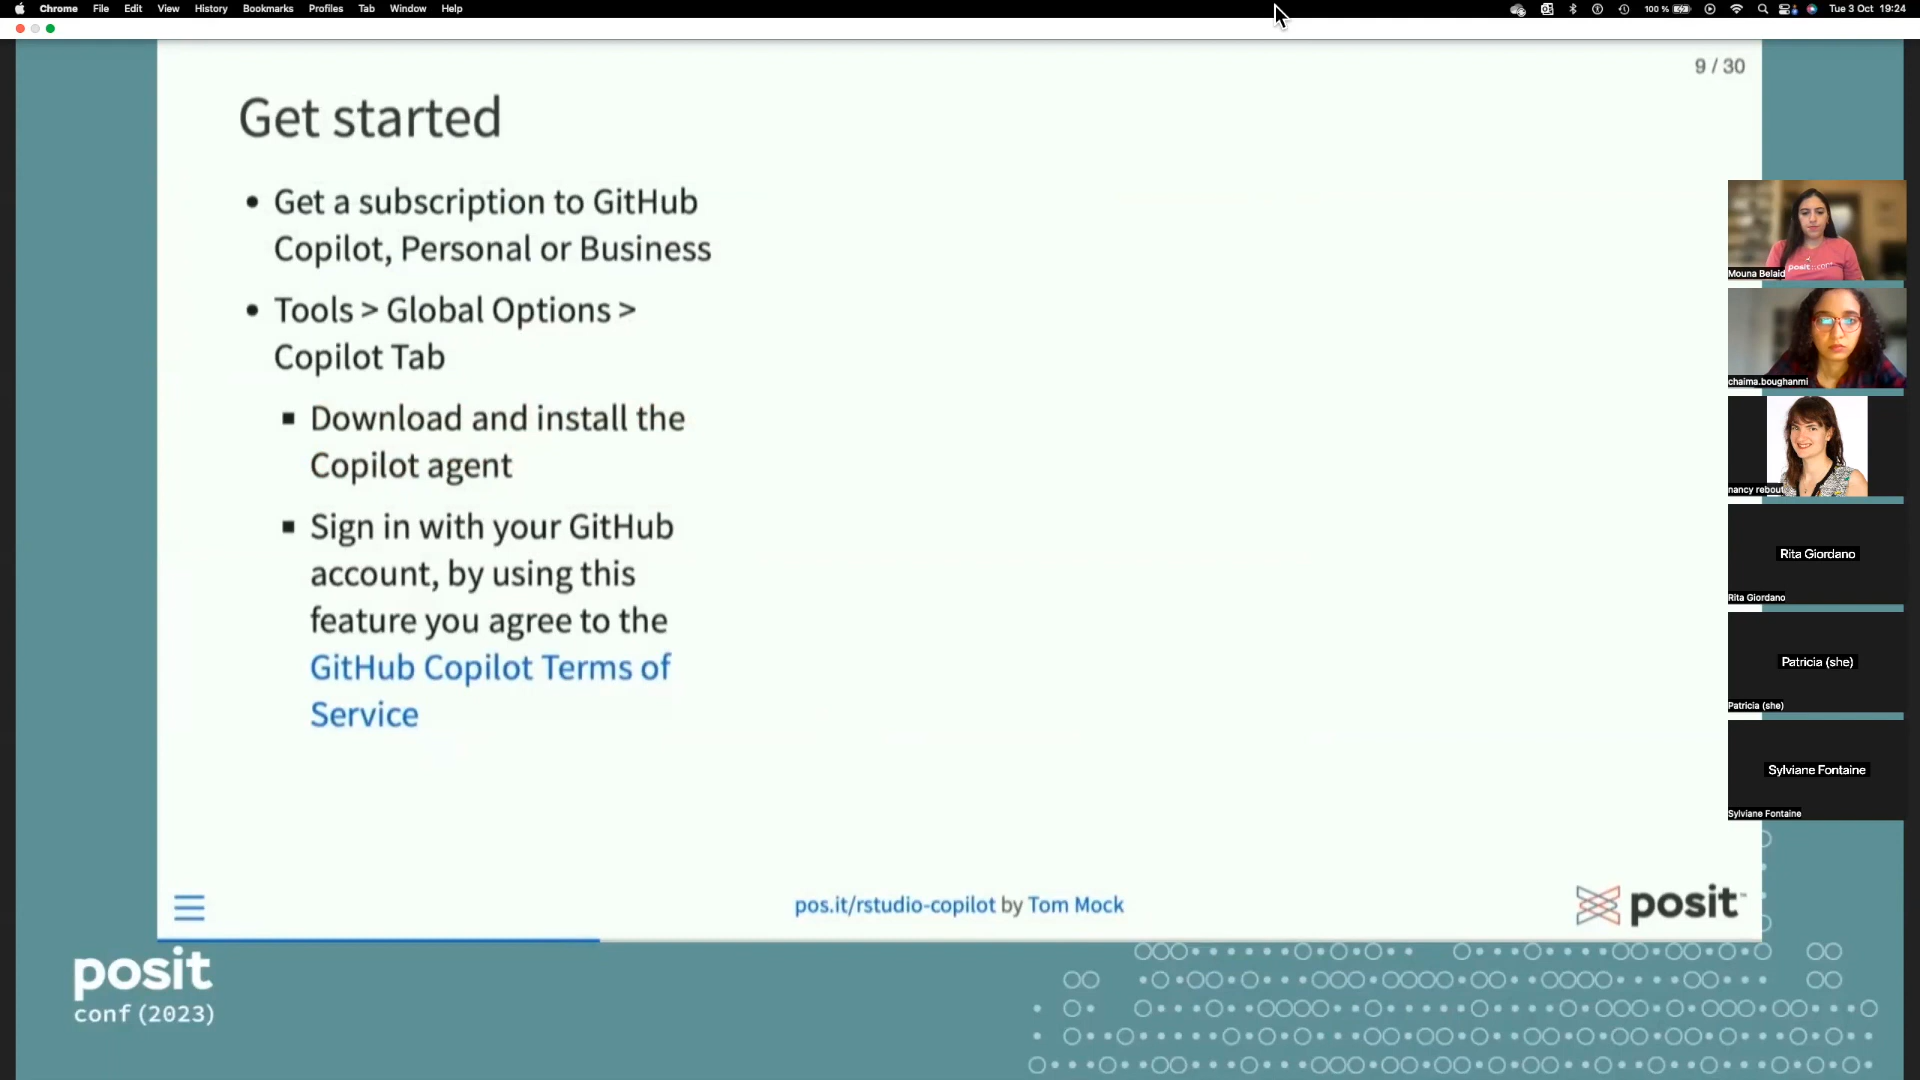 Chrome File Edit View History Bookmarks Profiles Tab Window Help
100 % Tue 3 Oct 19:24
9 / 30
Get started
• Get a subscription to GitHub
Copilot, Personal or Business
• Tools > Global Options >
Copilot Tab
▪ Download and install the
Copilot agent
▪ Sign in with your GitHub
account, by using this
feature you agree to the
GitHub Copilot Terms of
Service
pos.it/rstudio-copilot by Tom Mock
posit™
posit
conf (2023)
posit::conf
Mouna Belaid
chaima.boughanmi
nancy rebout
Rita Giordano
Rita Giordano
Patricia (she)
Patricia (she)
Sylviane Fontaine
Sylviane Fontaine